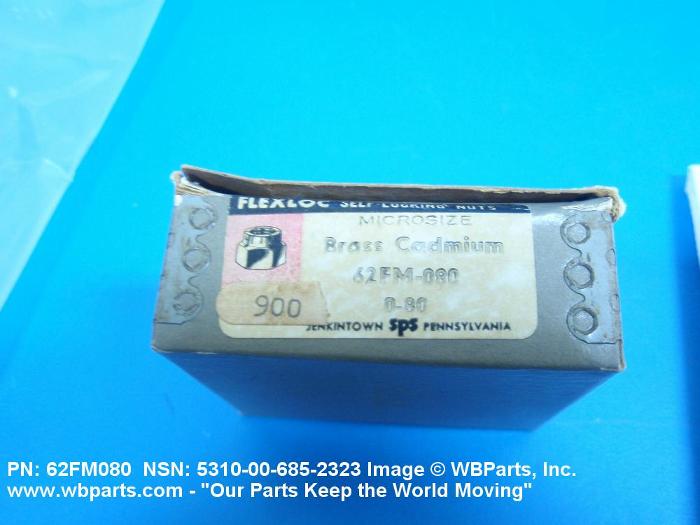 FLEXLOC SELF-LOCKING NUTS
MICROSIZE
Brass Cadmium
62FM-080
0-80
900
JENKINTOWN sps PENNSYLVANIA
PN: 62FM080 NSN: 5310-00-685-2323 Image © WBParts, Inc.
www.wbparts.com - "Our Parts Keep the World Moving"